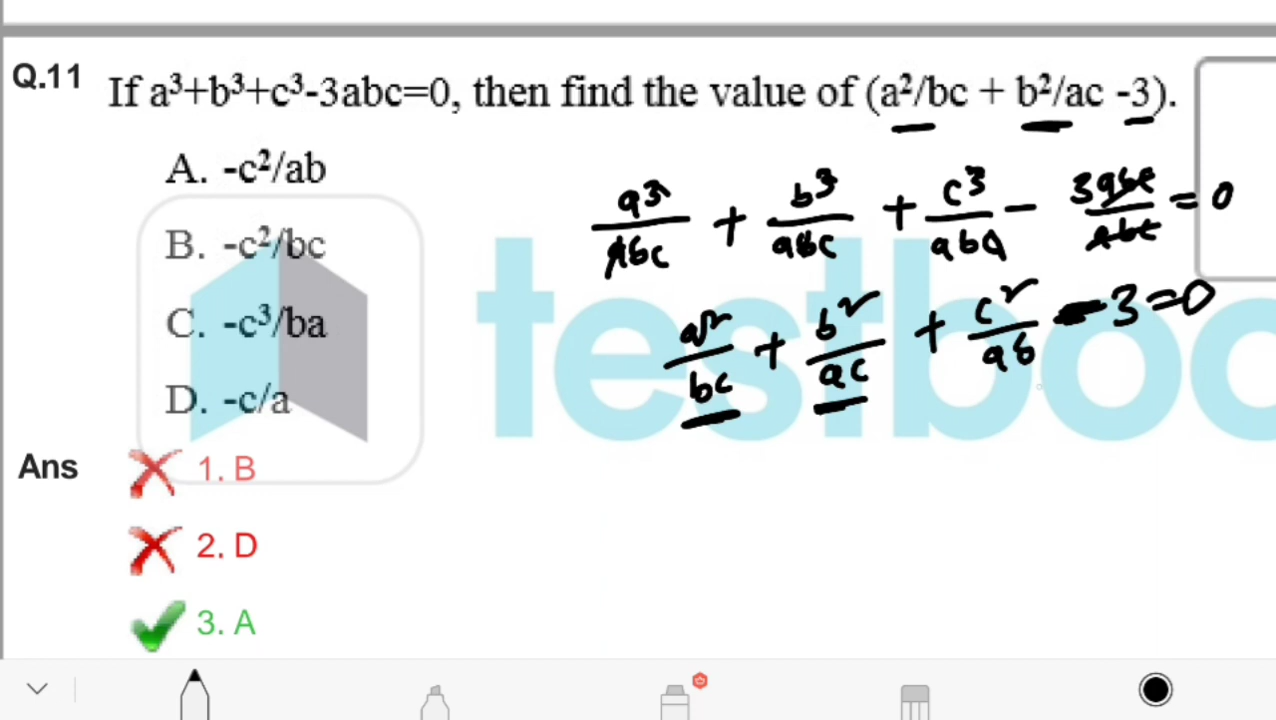 Q.11 If a³+b³+c³-3abc=0, then find the value of (a²/bc + b²/ac -3).
A. -c²/ab
B. -c²/bc
C. -c³/ba
D. -c/a
a³/abc + b³/abc + c³/abc - 3abc/abc = 0
a²/bc + b²/ac + c²/ab - 3 = 0
testboo
Ans 1. B
2. D
3. A